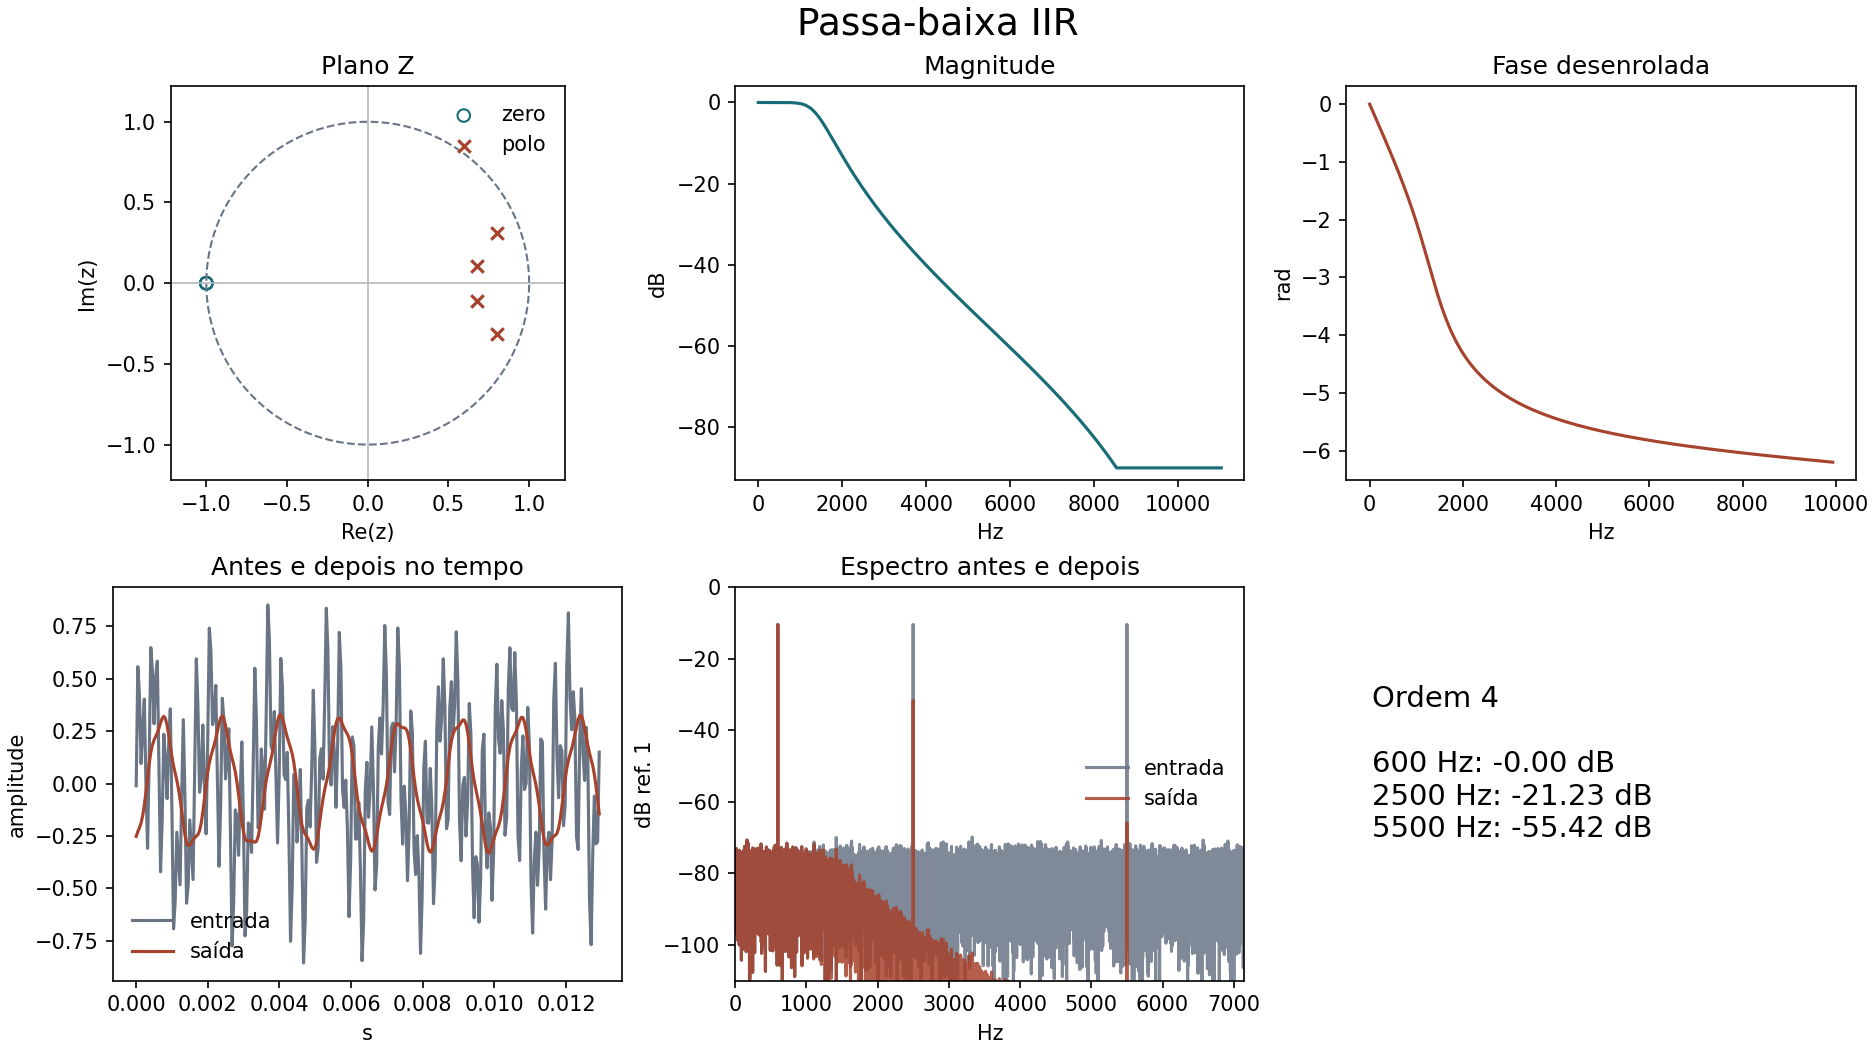 Passa-baixa IIR
Plano Z
zero
polo
1.0
0.5
0.0
−0.5
−1.0
Im(z)
−1.0 −0.5 0.0 0.5 1.0
Re(z)
Magnitude
0
−20
−40
−60
−80
dB
0 2000 4000 6000 8000 10000
Hz
Fase desenrolada
0
−1
−2
−3
−4
−5
−6
rad
0 2000 4000 6000 8000 10000
Hz
Antes e depois no tempo
0.75
0.50
0.25
0.00
−0.25
−0.50
−0.75
amplitude
entrada
saída
0.000 0.002 0.004 0.006 0.008 0.010 0.012
s
Espectro antes e depois
0
−20
−40
−60
−80
−100
dB ref. 1
entrada
saída
0 1000 2000 3000 4000 5000 6000 7000
Hz
Ordem 4
600 Hz: -0.00 dB
2500 Hz: -21.23 dB
5500 Hz: -55.42 dB